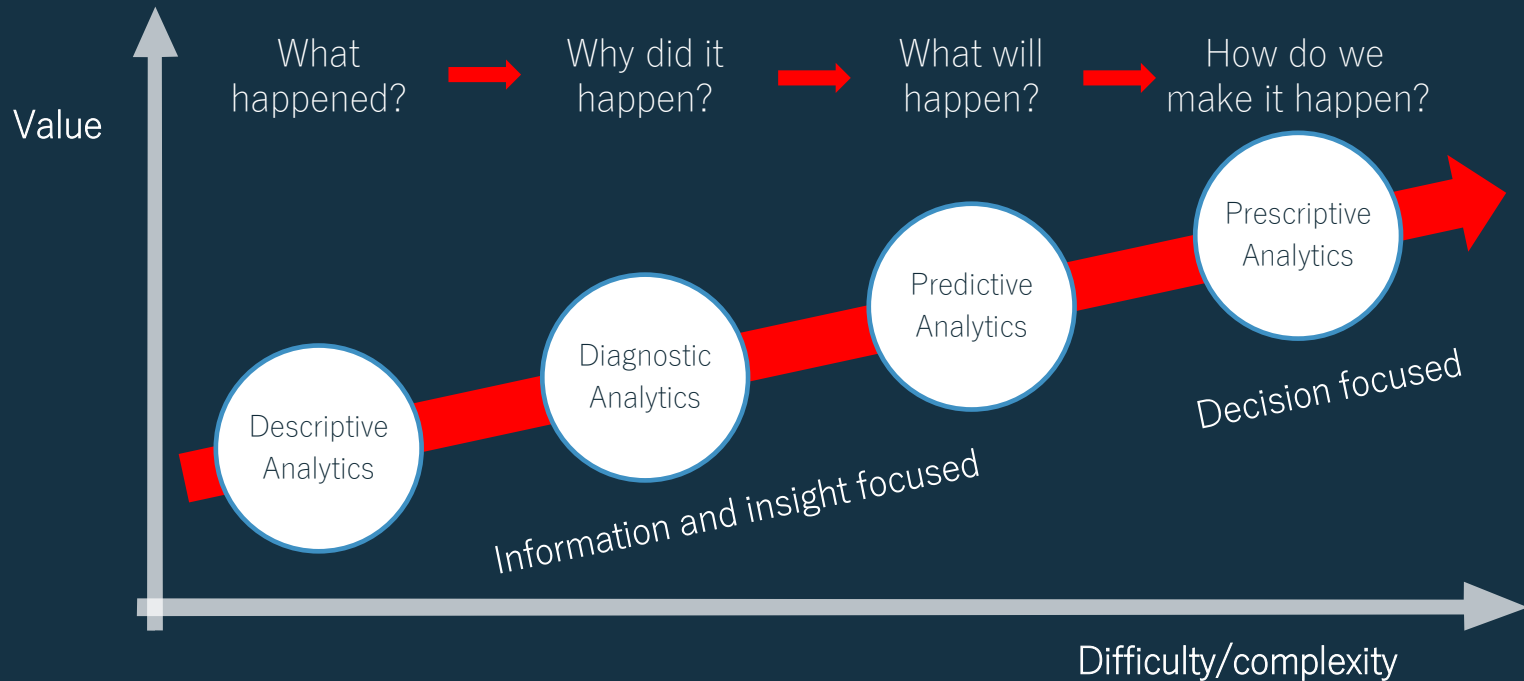 What
happened?
Why did it
happen?
What will
happen?
How do we
make it happen?
Value
Descriptive
Analytics
Diagnostic
Analytics
Predictive
Analytics
Prescriptive
Analytics
Information and insight focused
Decision focused
Difficulty/complexity